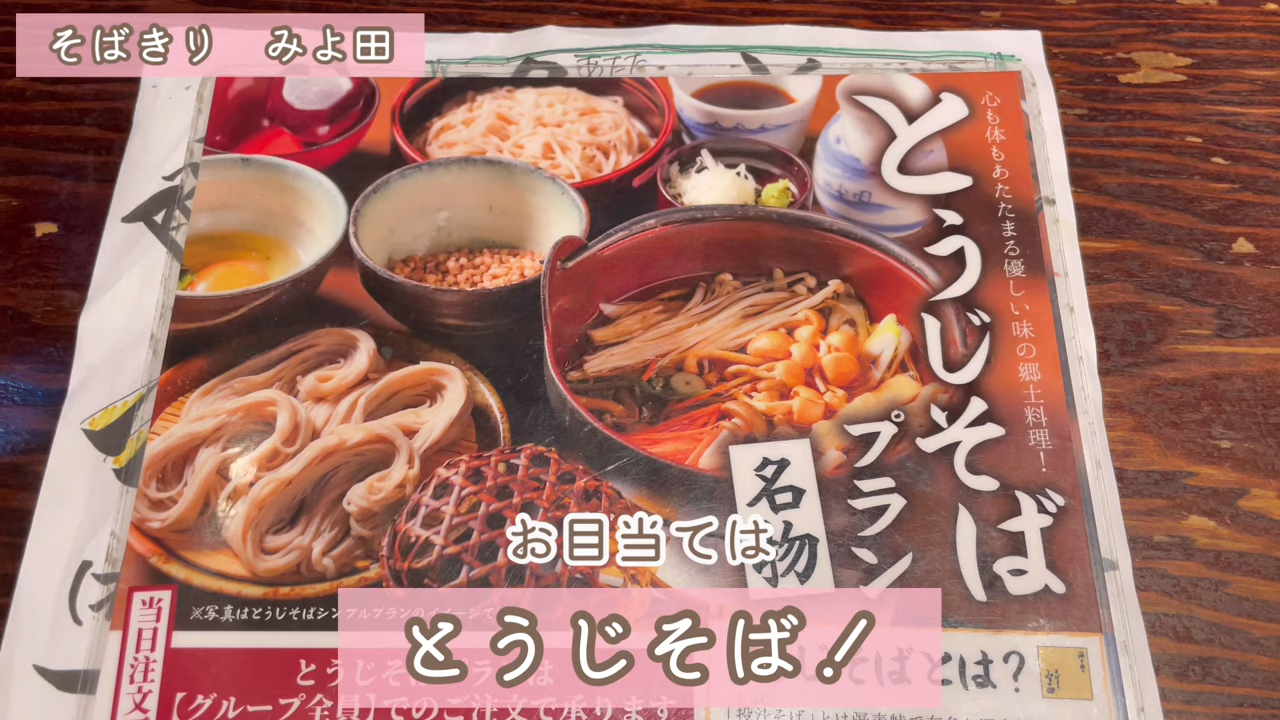 そばきり みよ田
あたた
心も体もあたたまる優しい味の郷土料理!
とうじそば
プラン
名物
お目当ては
とうじそば!
※写真はとうじそばシンプルプランのイメージで
当日注文
とうじそばプランは
【グループ全員】でのご注文で承ります
とうじそばとは?